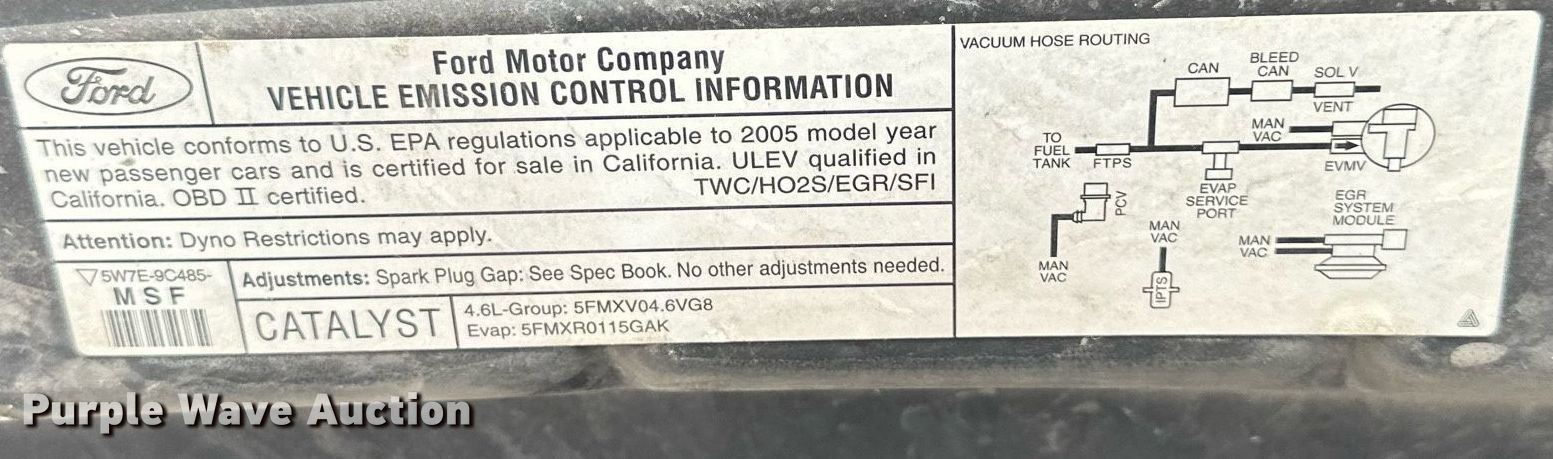 Ford
Ford Motor Company
VEHICLE EMISSION CONTROL INFORMATION
This vehicle conforms to U.S. EPA regulations applicable to 2005 model year
new passenger cars and is certified for sale in California. ULEV qualified in
California. OBD II certified.
TWC/HO2S/EGR/SFI
Attention: Dyno Restrictions may apply.
5W7E-9C485-
MSF
Adjustments: Spark Plug Gap: See Spec Book. No other adjustments needed.
CATALYST
4.6L-Group: 5FMXV04.6VG8
Evap: 5FMXR0115GAK
VACUUM HOSE ROUTING
CAN
BLEED
CAN
SOL V
VENT
MAN
VAC
TO
FUEL
TANK
FTPS
EVMV
EVAP
SERVICE
PORT
PCV
EGR
SYSTEM
MODULE
MAN
VAC
MAN
VAC
MAN
VAC
IPTS
Purple Wave Auction